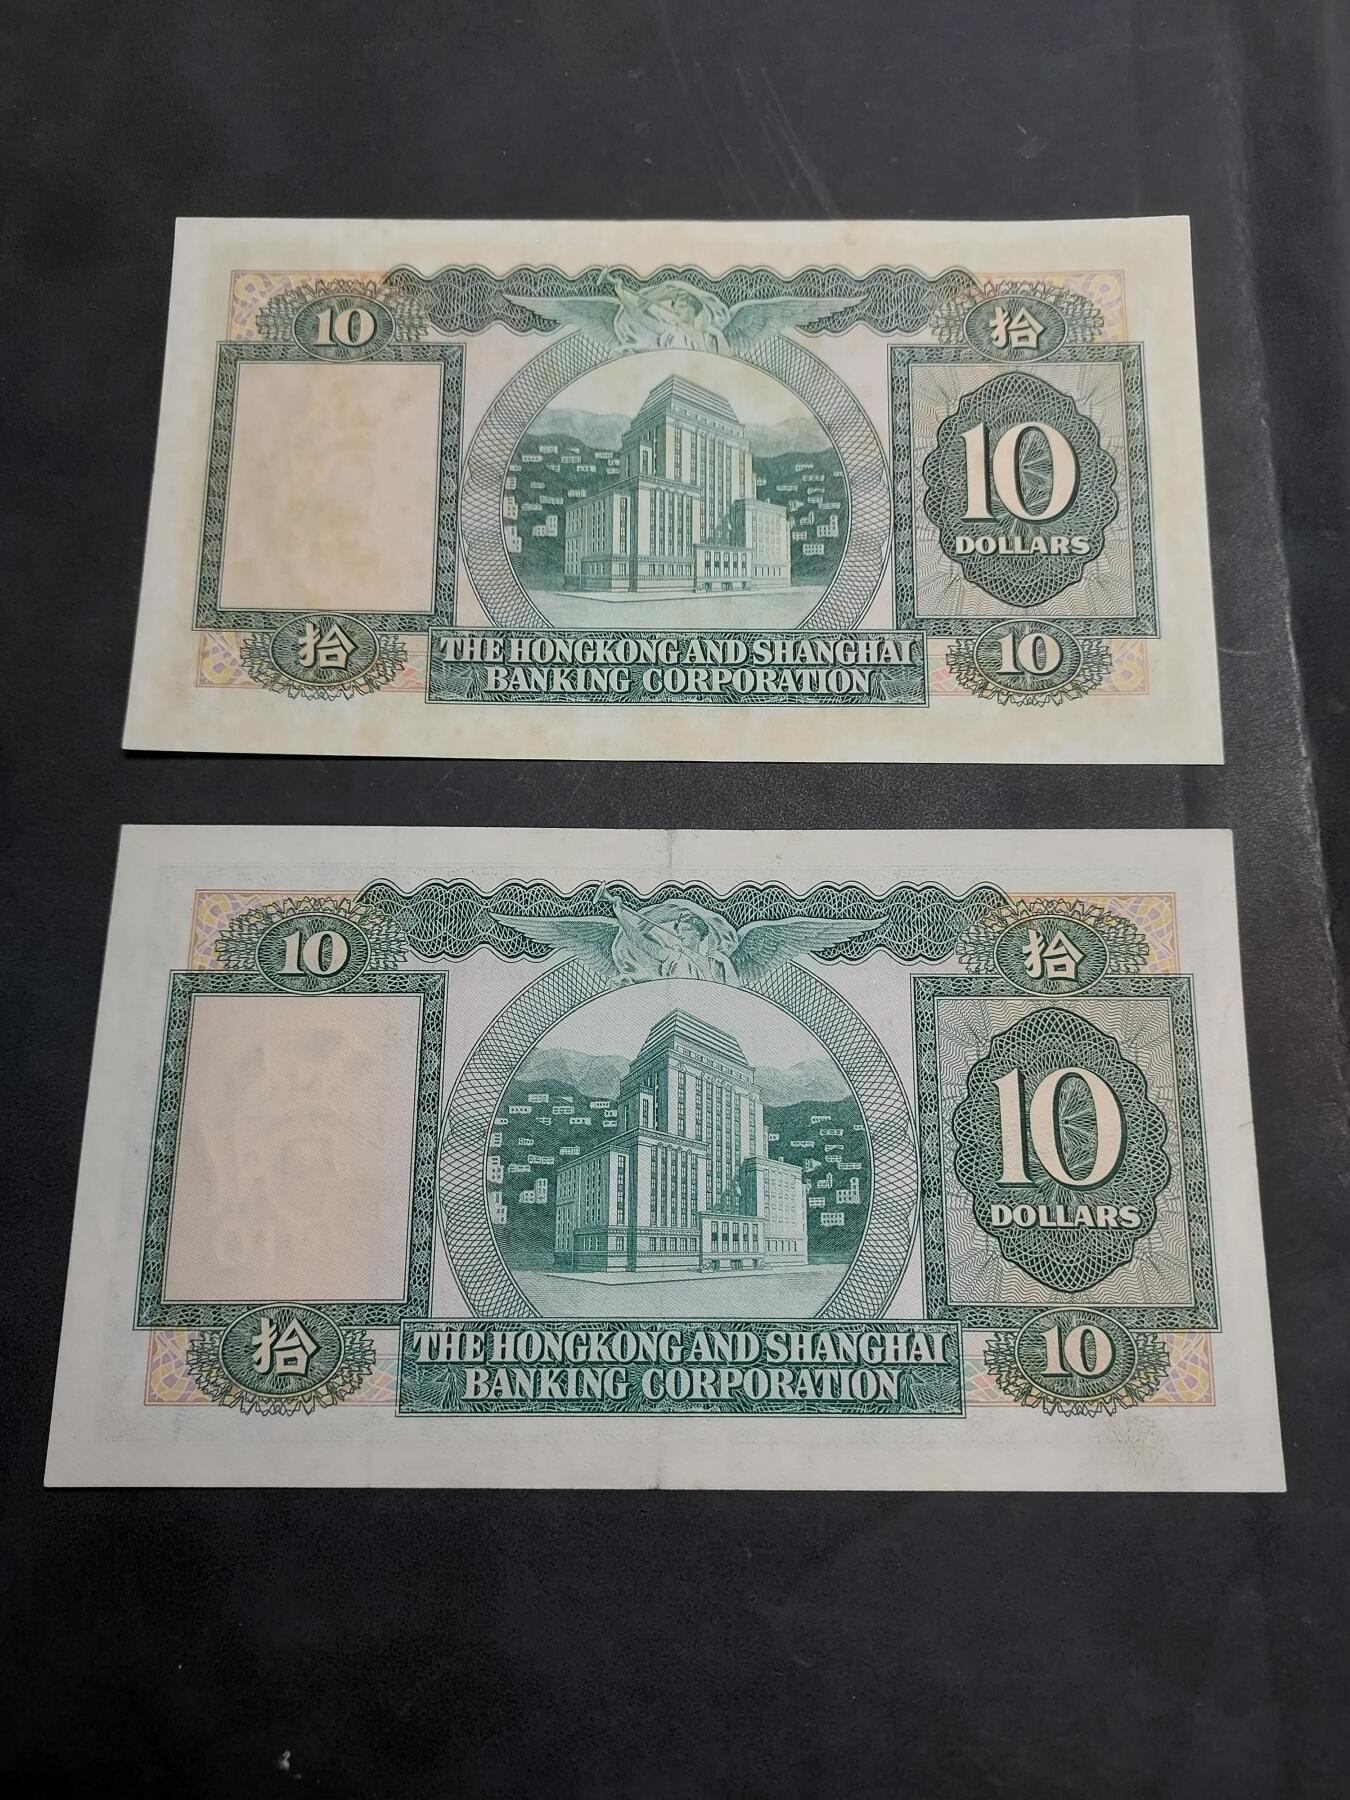 10 拾
10
DOLLARS
拾 10
THE HONGKONG AND SHANGHAI
BANKING CORPORATION
10 拾
10
DOLLARS
拾 10
THE HONGKONG AND SHANGHAI
BANKING CORPORATION